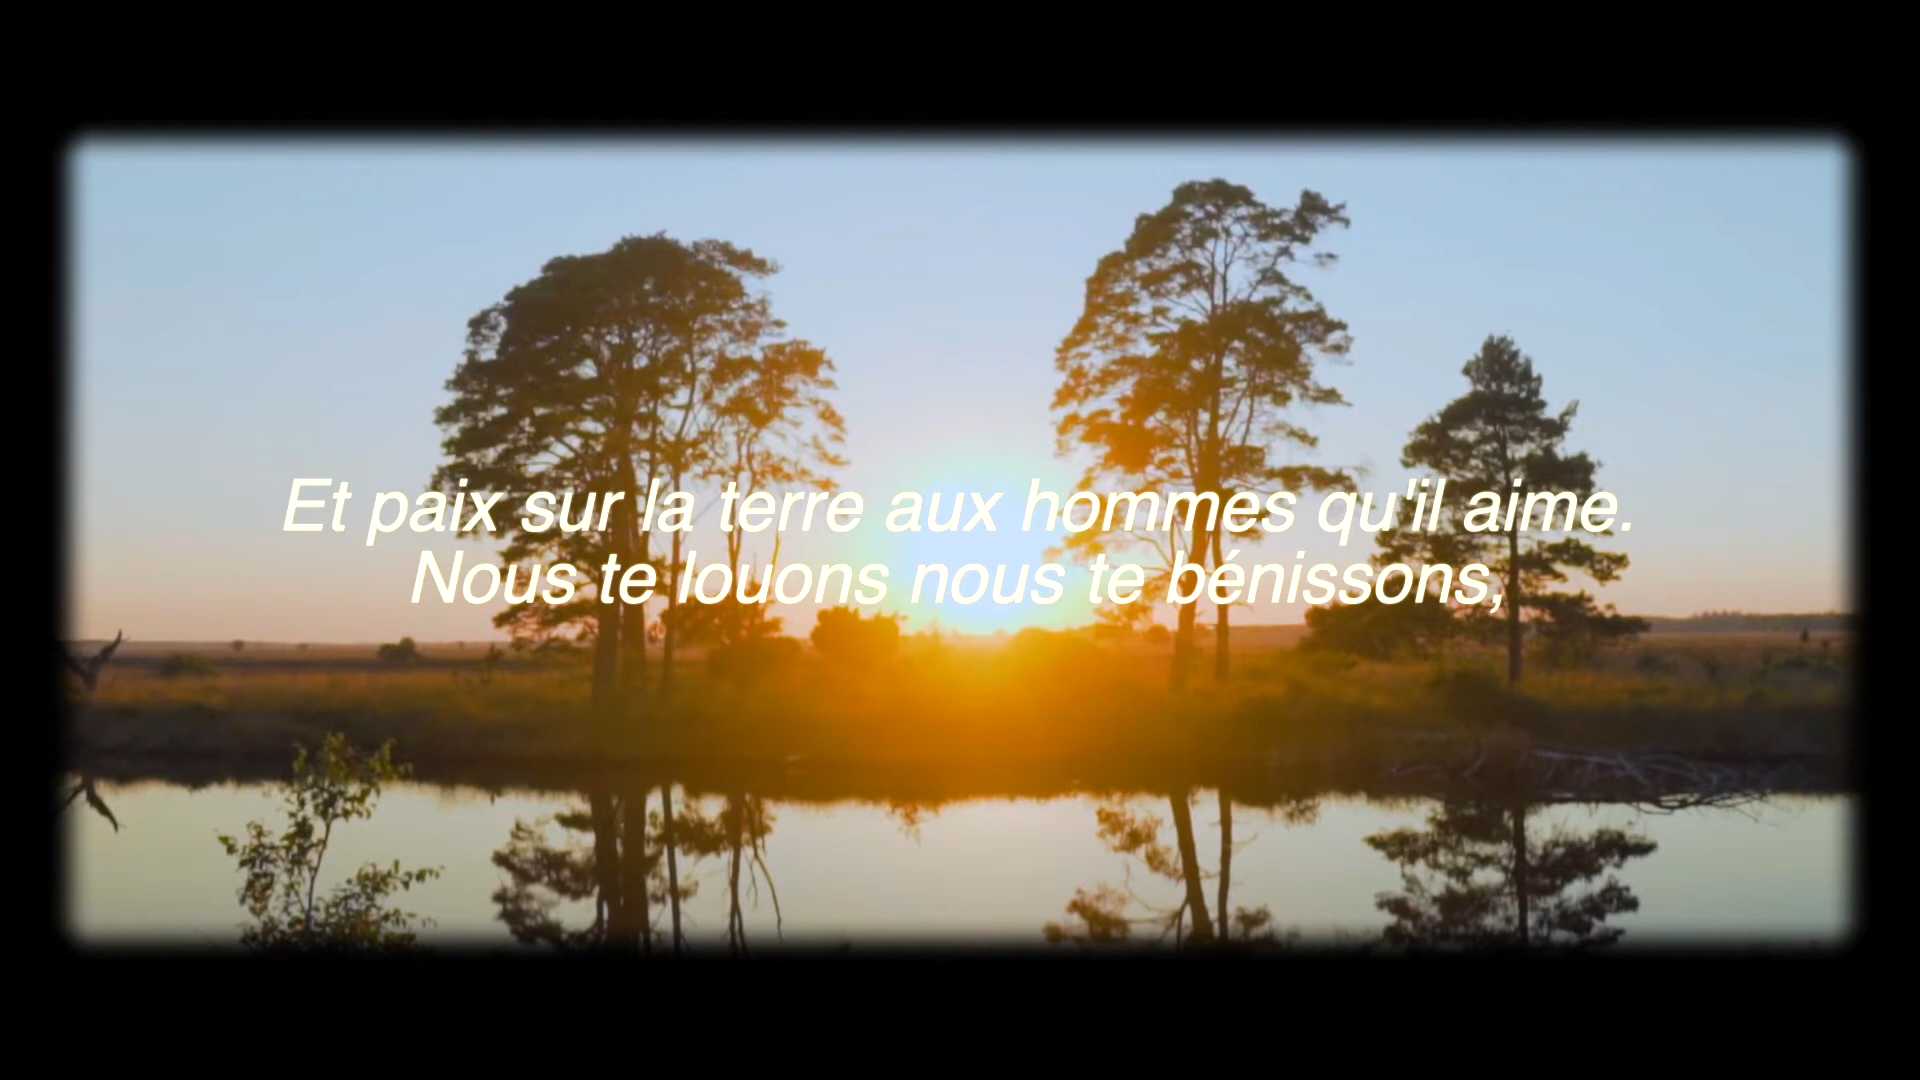 Et paix sur la terre aux hommes qu'il aime.
Nous te louons nous te bénissons,